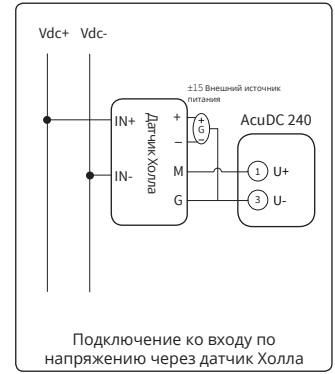 Vdc+ Vdc-
±15 Внешний источник
питания
AcuDC 240
IN+
IN-
Датчик Холла
+
−
M
G
+
G
−
1 U+
3 U-
Подключение ко входу по
напряжению через датчик Холла